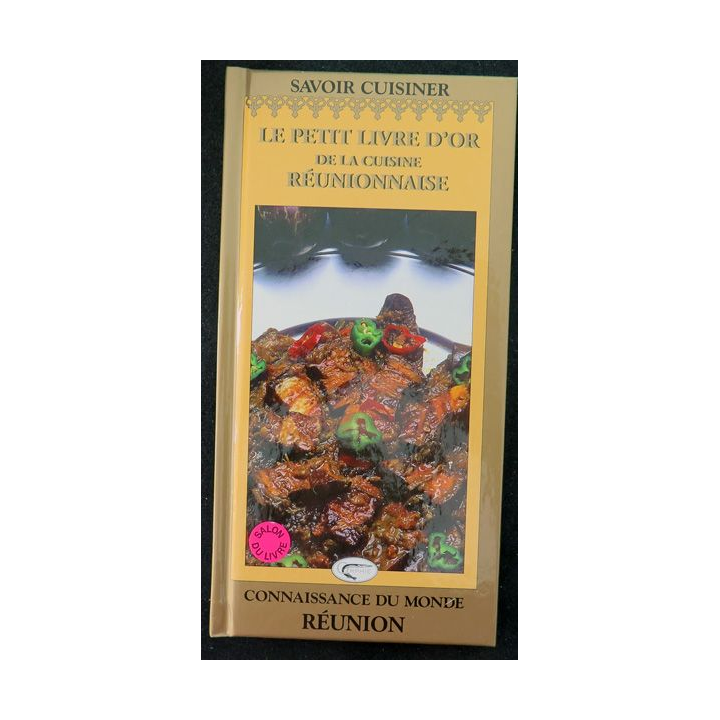 SAVOIR CUISINER
LE PETIT LIVRE D'OR
DE LA CUISINE
RÉUNIONNAISE
SALON
DU LIVRE
CONNAISSANCE DU MONDE
RÉUNION